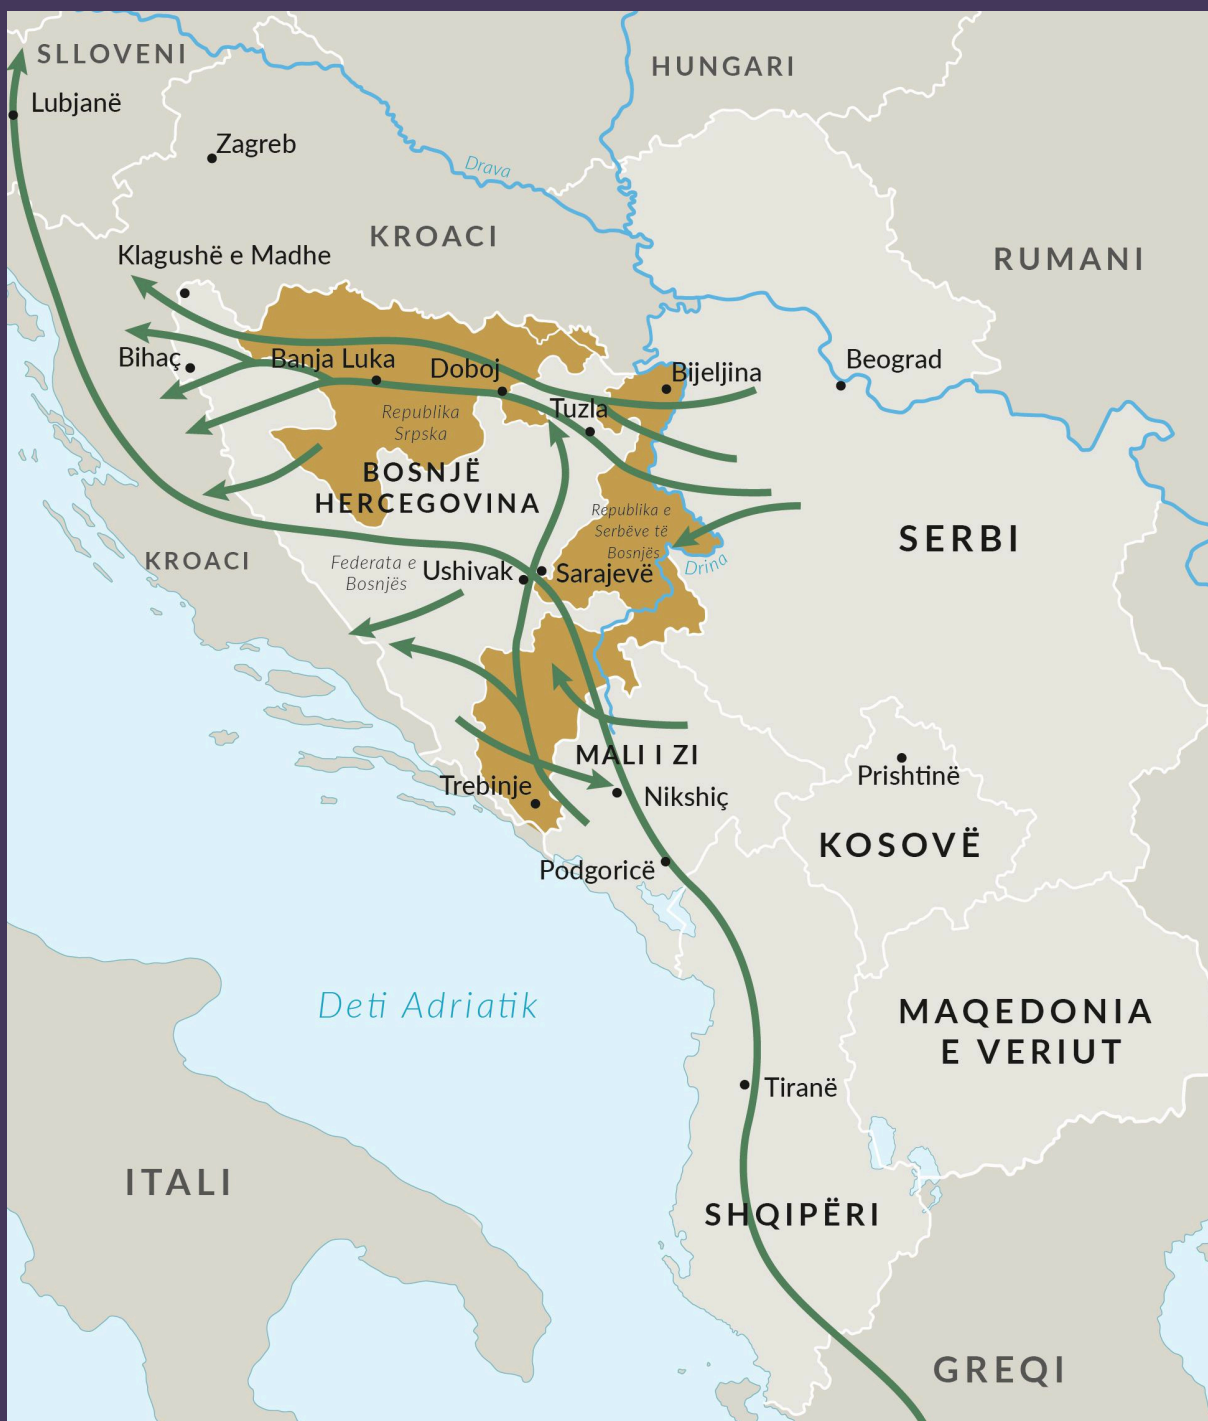 SLLOVENI
HUNGARI
Lubjanë
Zagreb
Drava
KROACI
RUMANI
Klagushë e Madhe
Bihaç
Banja Luka
Doboj
Bijeljina
Beograd
Tuzla
Republika
Srpska
BOSNJË
HERCEGOVINA
Republika e
Serbëve të
Bosnjës
SERBI
KROACI
Federata e
Bosnjës
Ushivak
Sarajevë
Drina
MALI I ZI
Prishtinë
Trebinje
Nikshiç
KOSOVË
Podgoricë
Deti Adriatik
MAQEDONIA
E VERIUT
Tiranë
ITALI
SHQIPËRI
GREQI